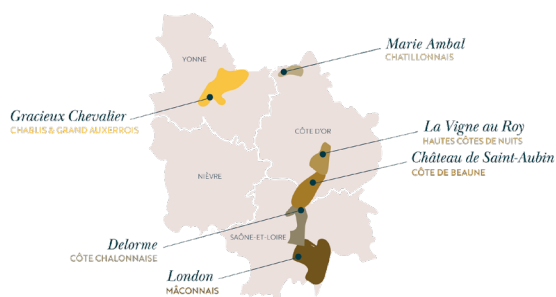 YONNE
Marie Ambal
CHATILLONNAIS
Gracieux Chevalier
CHABLIS & GRAND AUXERROIS
CÔTE D'OR
La Vigne au Roy
HAUTES CÔTES DE NUITS
Château de Saint-Aubin
CÔTE DE BEAUNE
NIÈVRE
Delorme
CÔTE CHALONNAISE
SAÔNE-ET-LOIRE
London
MÂCONNAIS